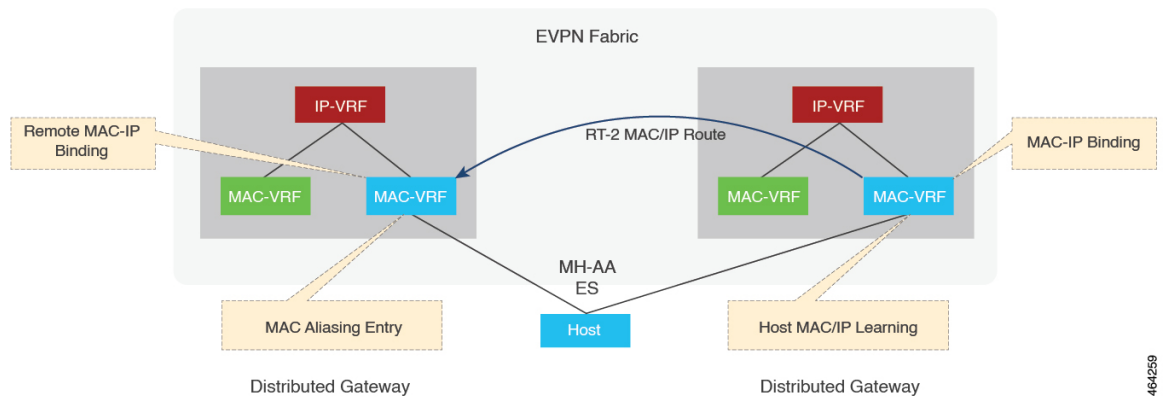 EVPN Fabric
IP-VRF
IP-VRF
Remote MAC-IP
Binding
RT-2 MAC/IP Route
MAC-IP Binding
MAC-VRF
MAC-VRF
MAC-VRF
MAC-VRF
MH-AA
ES
MAC Aliasing Entry
Host
Host MAC/IP Learning
Distributed Gateway
Distributed Gateway
464259